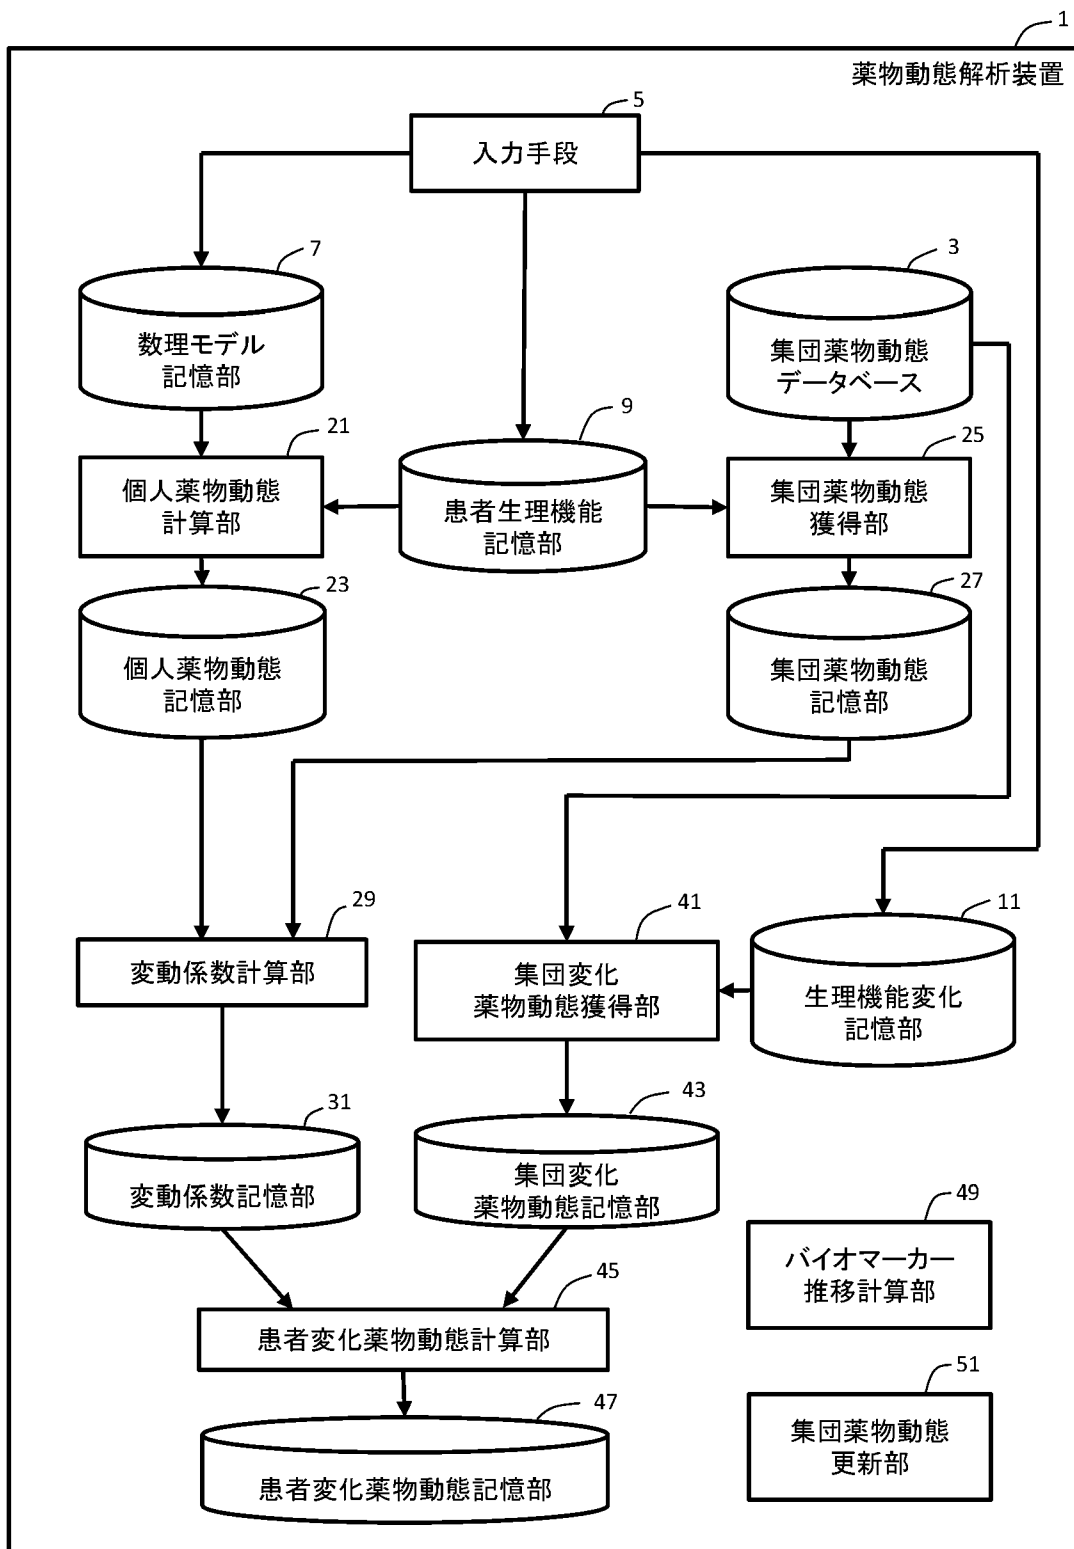 1
薬物動態解析装置
5
入力手段
7
数理モデル
記憶部
3
集団薬物動態
データベース
21
個人薬物動態
計算部
9
患者生理機能
記憶部
25
集団薬物動態
獲得部
23
個人薬物動態
記憶部
27
集団薬物動態
記憶部
29
変動係数計算部
41
集団変化
薬物動態獲得部
11
生理機能変化
記憶部
31
変動係数記憶部
43
集団変化
薬物動態記憶部
49
バイオマーカー
推移計算部
45
患者変化薬物動態計算部
51
集団薬物動態
更新部
47
患者変化薬物動態記憶部